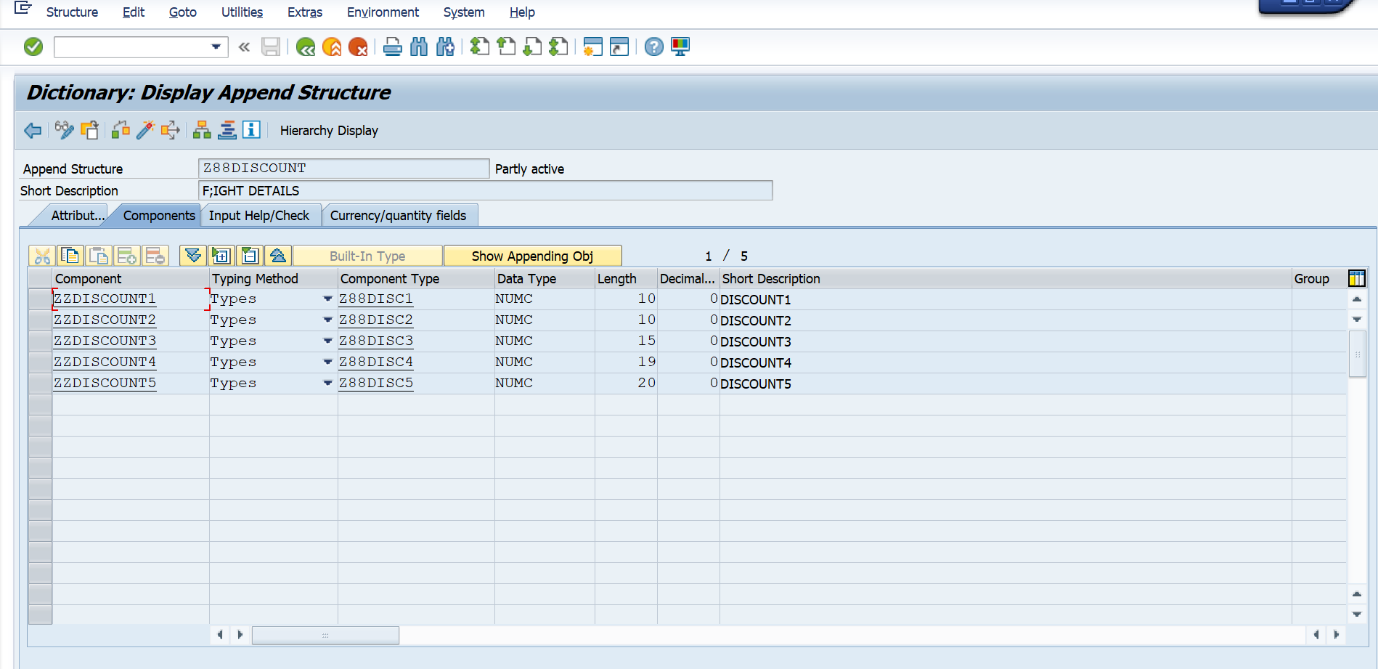 Structure Edit Goto Utilities Extras Environment System Help
Dictionary: Display Append Structure
Hierarchy Display
Append Structure Z88DISCOUNT Partly active
Short Description F;IGHT DETAILS
Attribut... Components Input Help/Check Currency/quantity fields
Built-In Type Show Appending Obj 1 / 5
Component Typing Method Component Type Data Type Length Decimal... Short Description Group
ZZDISCOUNT1 Types Z88DISC1 NUMC 10 0 DISCOUNT1
ZZDISCOUNT2 Types Z88DISC2 NUMC 10 0 DISCOUNT2
ZZDISCOUNT3 Types Z88DISC3 NUMC 15 0 DISCOUNT3
ZZDISCOUNT4 Types Z88DISC4 NUMC 19 0 DISCOUNT4
ZZDISCOUNT5 Types Z88DISC5 NUMC 20 0 DISCOUNT5